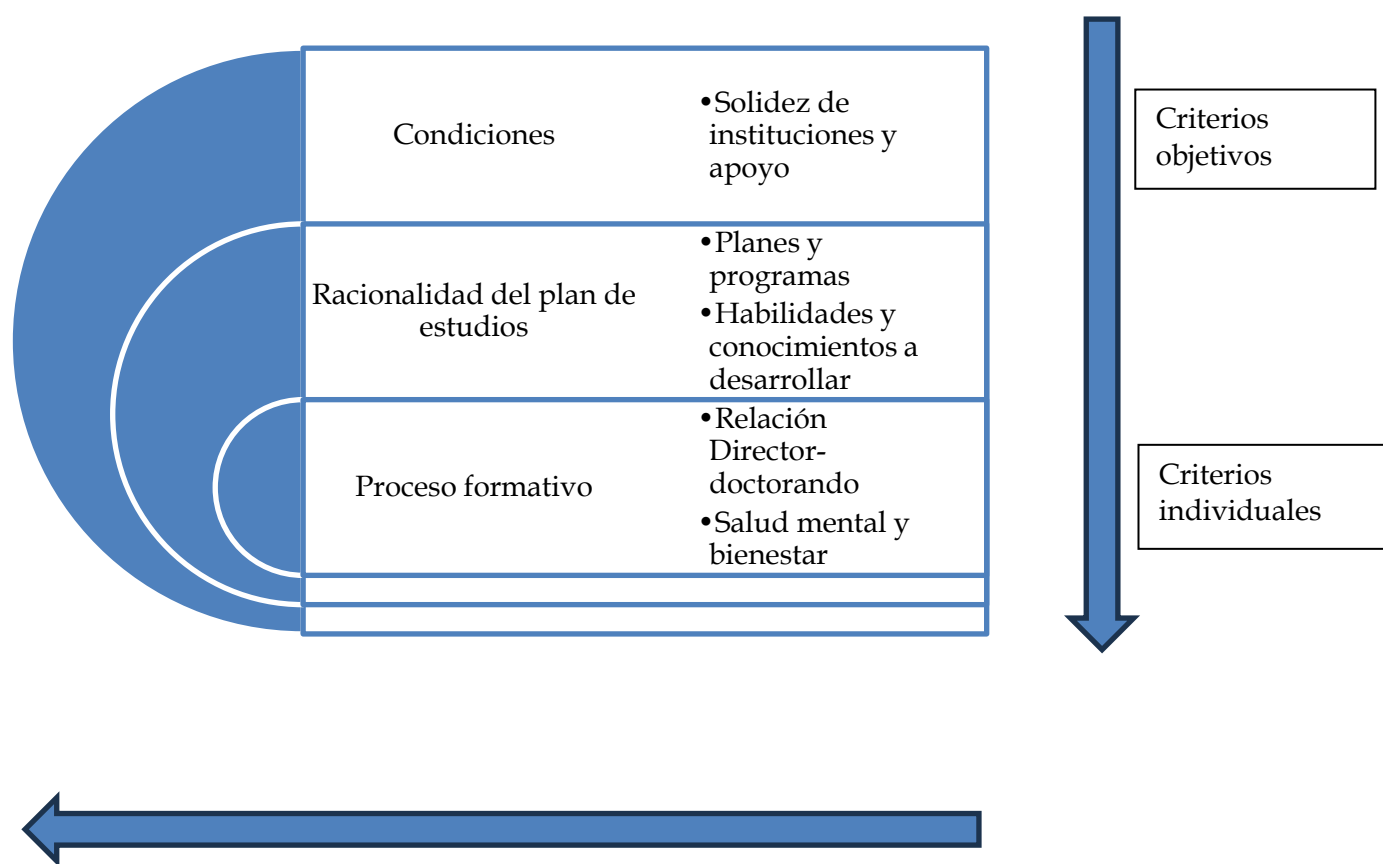 Condiciones
•Solidez de
instituciones y
apoyo
Criterios
objetivos
Racionalidad del plan de
estudios
•Planes y
programas
•Habilidades y
conocimientos a
desarrollar
Proceso formativo
•Relación
Director-
doctorando
•Salud mental y
bienestar
Criterios
individuales